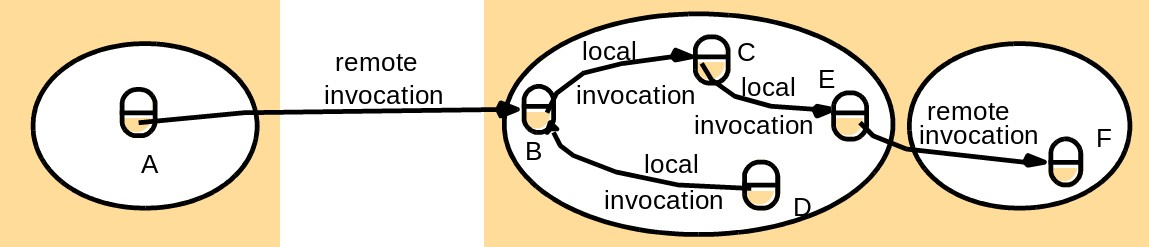 remote
invocation
A
local
invocation
C
local
invocation
E
B
local
invocation
D
remote
invocation
F